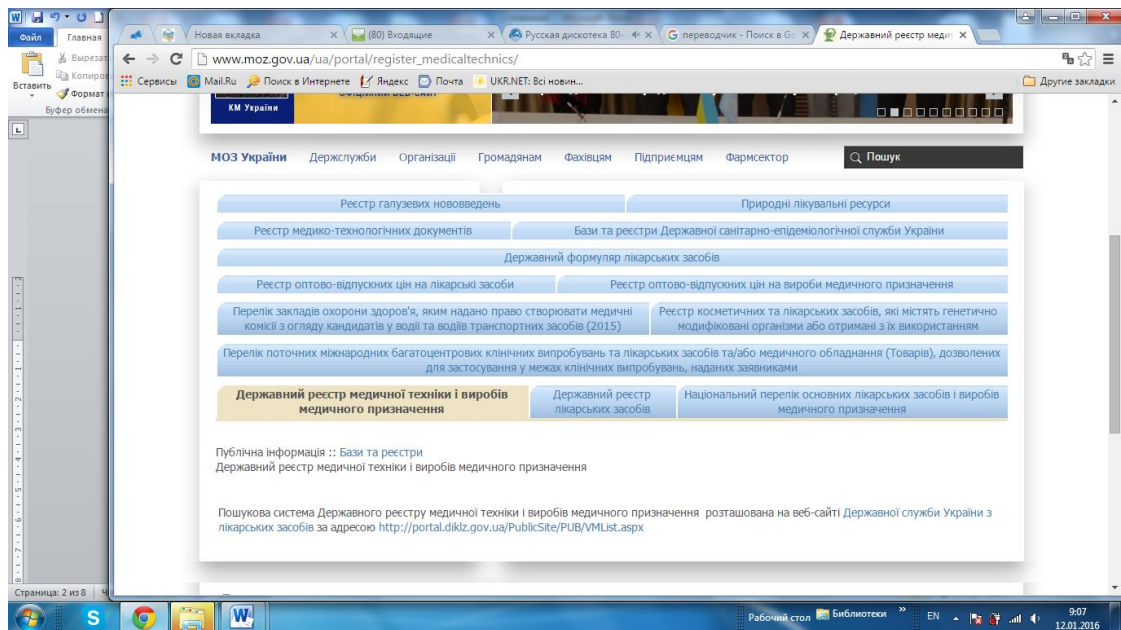 Файл
Главная
Вырезат
Копиров
Формат
Вставить
Буфер обмена
Новая вкладка
(80) Входящие
Русская дискотека 80-
переводчик - Поиск в Go
Державний реєстр меди
www.moz.gov.ua/ua/portal/register_medicaltechnics/
Сервисы
Mail.Ru
Поиск в Интернете
Яндекс
Почта
UKR.NET: Всі новин...
Другие закладки
КМ України
МОЗ України Держслужби Організації Громадянам Фахівцям Підприємцям Фармсектор Пошук
Реєстр галузевих нововведень
Природні лікувальні ресурси
Реєстр медико-технологічних документів
Бази та реєстри Державної санітарно-епідеміологічної служби України
Державний формуляр лікарських засобів
Реєстр оптово-відпускних цін на лікарські засоби
Реєстр оптово-відпускних цін на вироби медичного призначення
Перелік закладів охорони здоров'я, яким надано право створювати медичні
комісії з огляду кандидатів у водії та водіїв транспортних засобів (2015)
Реєстр косметичних та лікарських засобів, які містять генетично
модифіковані організми або отримані з їх використанням
Перелік поточних міжнародних багатоцентрових клінічних випробувань та лікарських засобів та/або медичного обладнання (Товарів), дозволених
для застосування у межах клінічних випробувань, наданих заявниками
Державний реєстр медичної техніки і виробів
медичного призначення
Державний реєстр
лікарських засобів
Національний перелік основних лікарських засобів і виробів
медичного призначення
Публічна інформація :: Бази та реєстри
Державний реєстр медичної техніки і виробів медичного призначення
Пошукова система Державного реєстру медичної техніки і виробів медичного призначення розташована на веб-сайті Державної служби України з
лікарських засобів за адресою http://portal.diklz.gov.ua/PublicSite/PUB/VMList.aspx
Страница: 2 из 8
Рабочий стол
Библиотеки
EN
9:07
12.01.2016